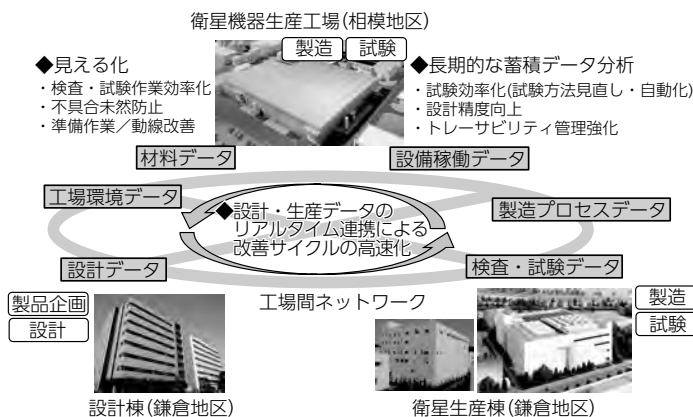 衛星機器生産工場(相模地区)
製造 試験
◆見える化
・検査・試験作業効率化
・不具合未然防止
・準備作業／動線改善
◆長期的な蓄積データ分析
・試験効率化(試験方法見直し・自動化)
・設計精度向上
・トレーサビリティ管理強化
材料データ
設備稼働データ
工場環境データ
製造プロセスデータ
◆設計・生産データの
リアルタイム連携による
改善サイクルの高速化
設計データ
検査・試験データ
工場間ネットワーク
製品企画
設計
製造
試験
設計棟(鎌倉地区)
衛星生産棟(鎌倉地区)